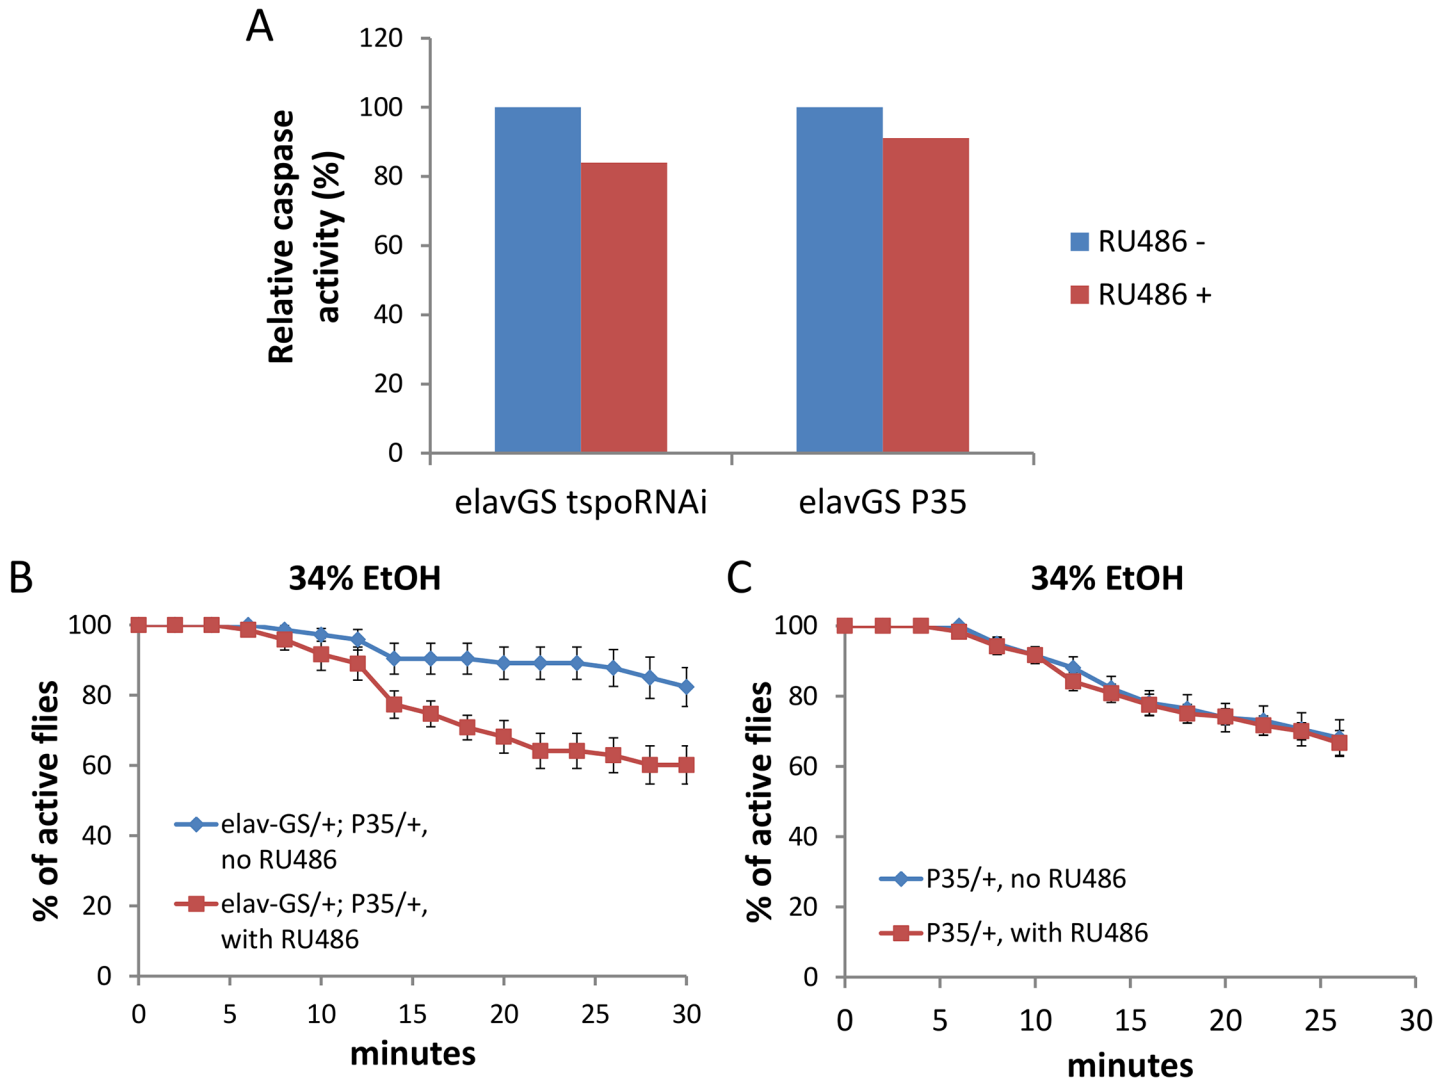 A
120
100
80
60
40
20
0
Relative caspase
activity (%)
elavGS tspoRNAi
elavGS P35
RU486 -
RU486 +
B
34% EtOH
100
80
60
40
20
0
% of active flies
elav-GS/+; P35/+,
no RU486
elav-GS/+; P35/+,
with RU486
0 5 10 15 20 25 30
minutes
C
34% EtOH
100
80
60
40
20
0
% of active flies
P35/+, no RU486
P35/+, with RU486
0 5 10 15 20 25 30
minutes